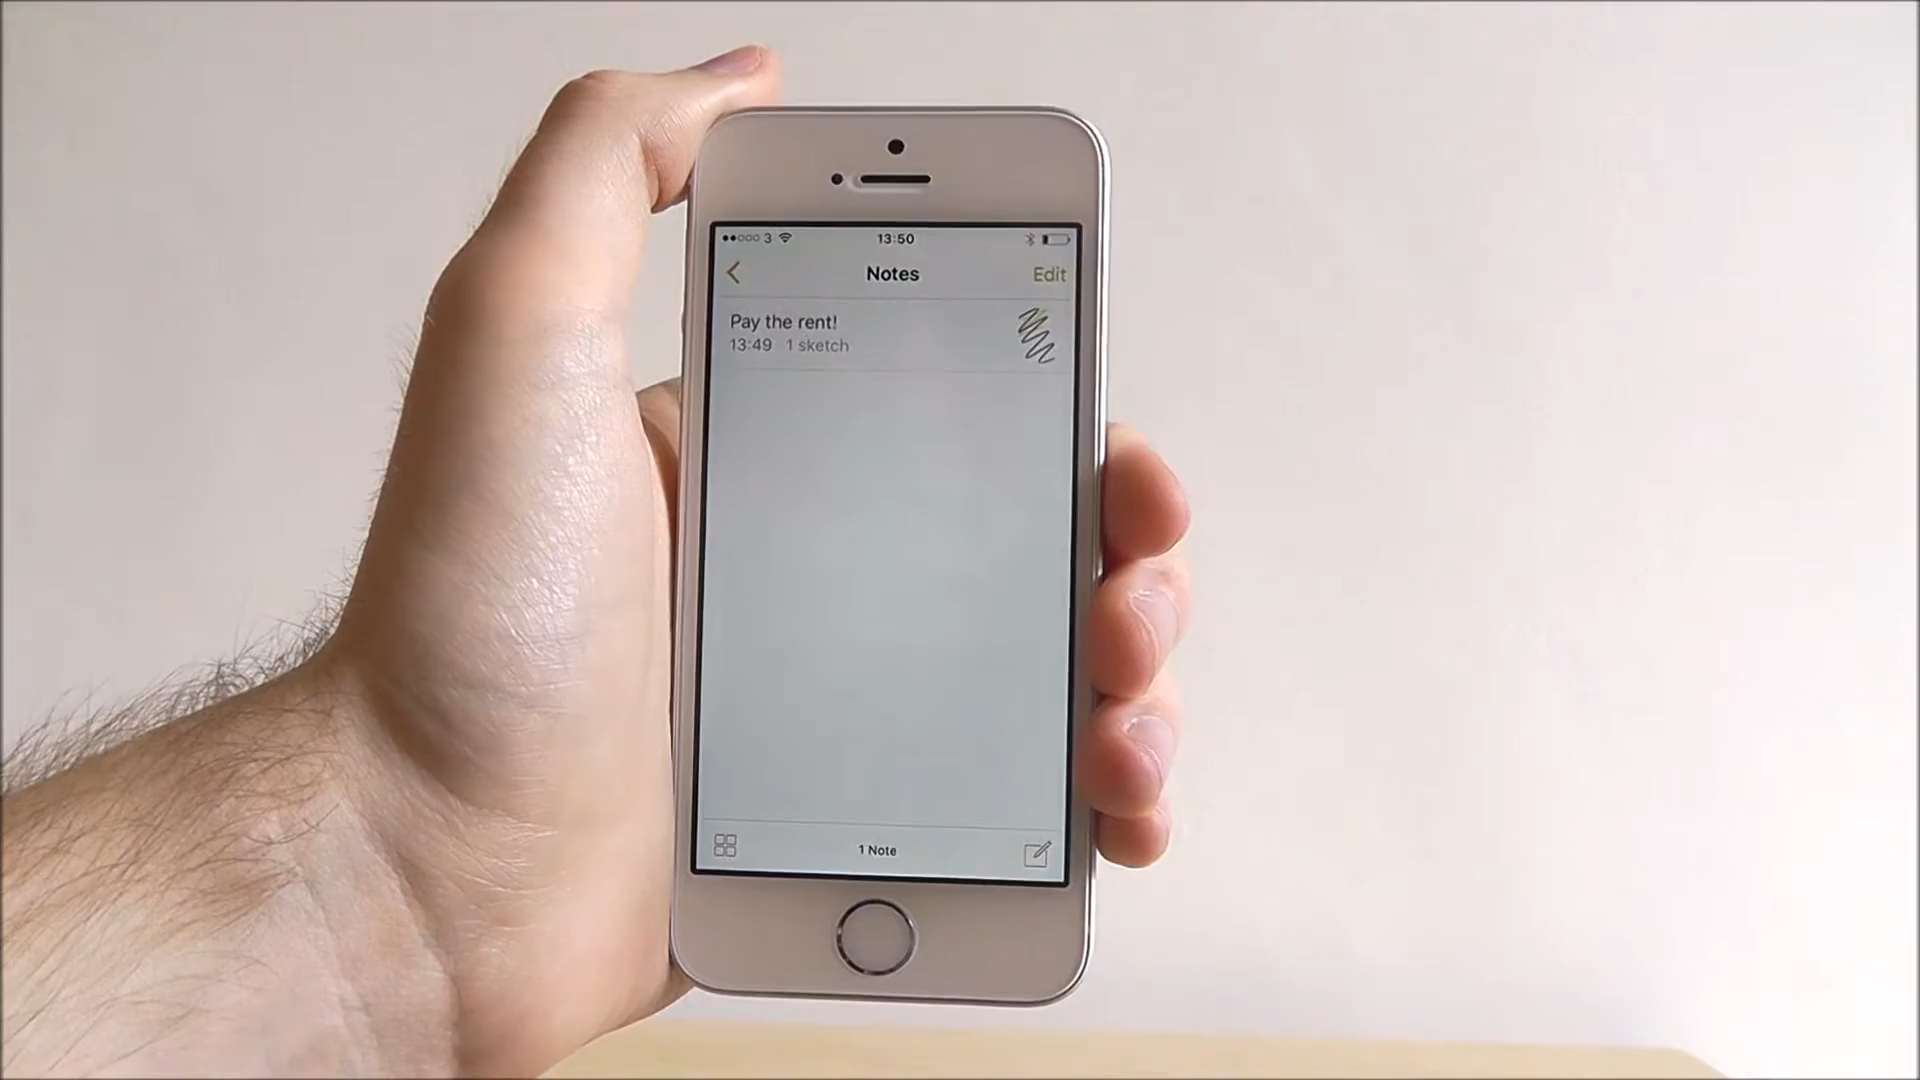 3 13:50
Notes Edit
Pay the rent!
13:49 1 sketch
1 Note